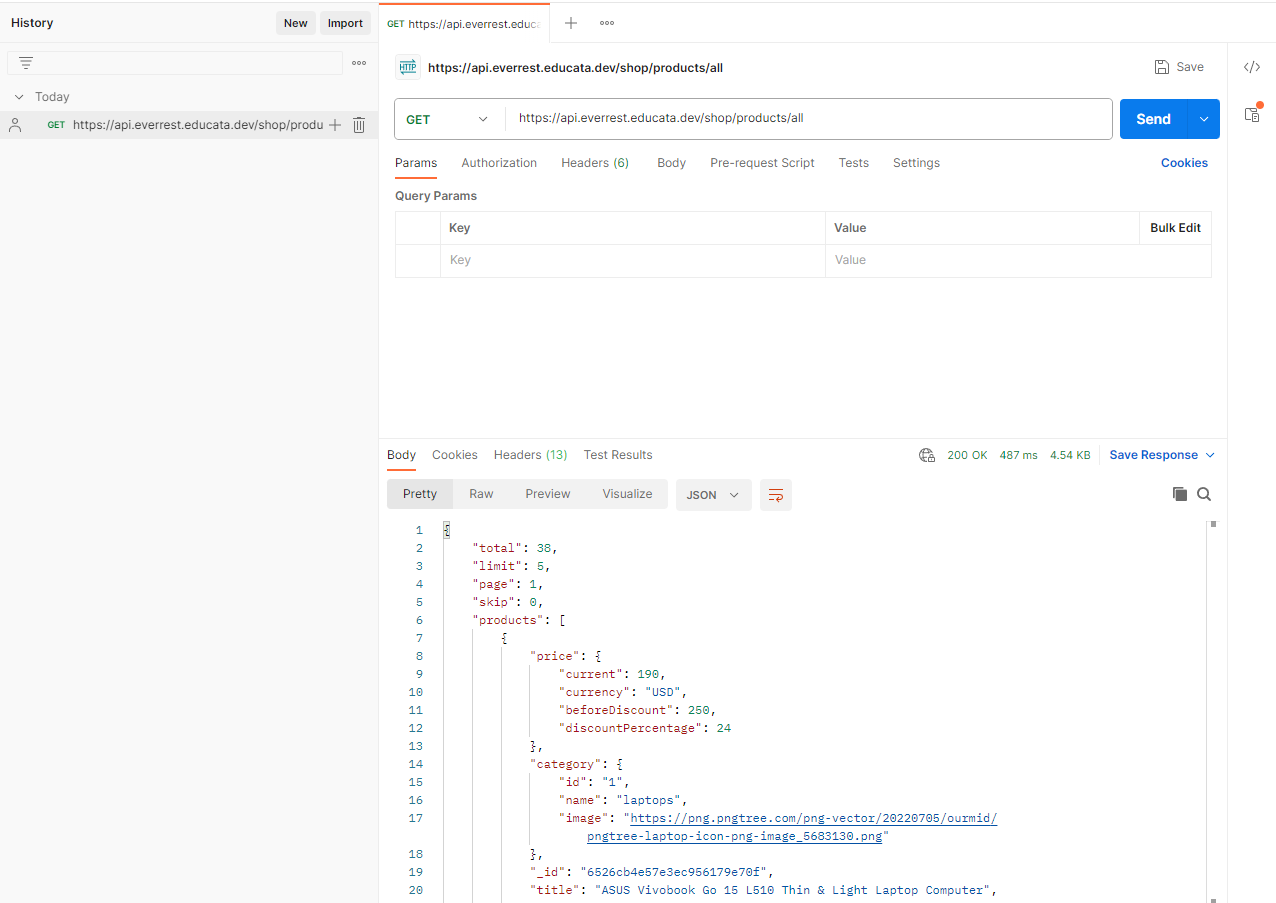 History
New
Import
GET https://api.everrest.educa
https://api.everrest.educata.dev/shop/products/all
Save
Today
GET https://api.everrest.educata.dev/shop/produ
GET
https://api.everrest.educata.dev/shop/products/all
Send
Params Authorization Headers (6) Body Pre-request Script Tests Settings Cookies
Query Params
Key Value Bulk Edit
Key Value
Body Cookies Headers (13) Test Results 200 OK 487 ms 4.54 KB Save Response
Pretty Raw Preview Visualize JSON
1 {
2 "total": 38,
3 "limit": 5,
4 "page": 1,
5 "skip": 0,
6 "products": [
7 {
8 "price": {
9 "current": 190,
10 "currency": "USD",
11 "beforeDiscount": 250,
12 "discountPercentage": 24
13 },
14 "category": {
15 "id": "1",
16 "name": "laptops",
17 "image": "https://png.pngtree.com/png-vector/20220705/ourmid/
pngtree-laptop-icon-png-image_5683130.png"
18 },
19 "_id": "6526cb4e57e3ec956179e70f",
20 "title": "ASUS Vivobook Go 15 L510 Thin & Light Laptop Computer",